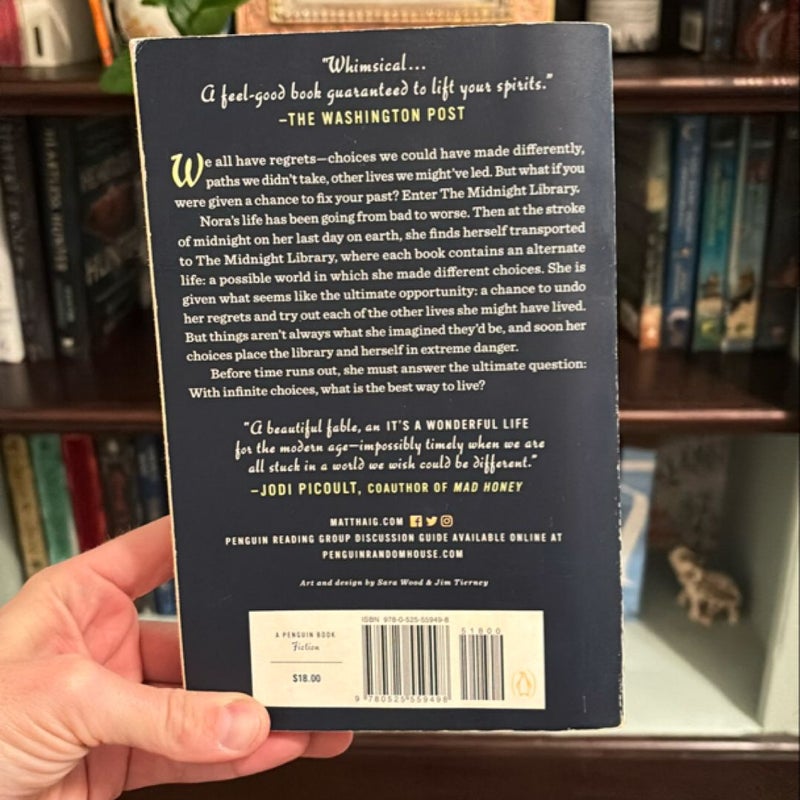 "Whimsical...
A feel-good book guaranteed to lift your spirits."
—THE WASHINGTON POST
We all have regrets—choices we could have made differently,
paths we didn't take, other lives we might've led. But what if you
were given a chance to fix your past? Enter The Midnight Library.
Nora's life has been going from bad to worse. Then at the stroke
of midnight on her last day on earth, she finds herself transported
to The Midnight Library, where each book contains an alternate
life: a possible world in which she made different choices. She is
given what seems like the ultimate opportunity: a chance to undo
her regrets and try out each of the other lives she might have lived.
But things aren't always what she imagined they'd be, and soon her
choices place the library and herself in extreme danger.
Before time runs out, she must answer the ultimate question:
With infinite choices, what is the best way to live?
"A beautiful fable, an IT'S A WONDERFUL LIFE
for the modern age—impossibly timely when we are
all stuck in a world we wish could be different."
—JODI PICOULT, COAUTHOR OF MAD HONEY
MATTHAIG.COM
PENGUIN READING GROUP DISCUSSION GUIDE AVAILABLE ONLINE AT
PENGUINRANDOMHOUSE.COM
Art and design by Sara Wood & Jim Tierney
A PENGUIN BOOK
Fiction
$18.00
ISBN 978-0-525-55949-8
51800
9 780525 559498